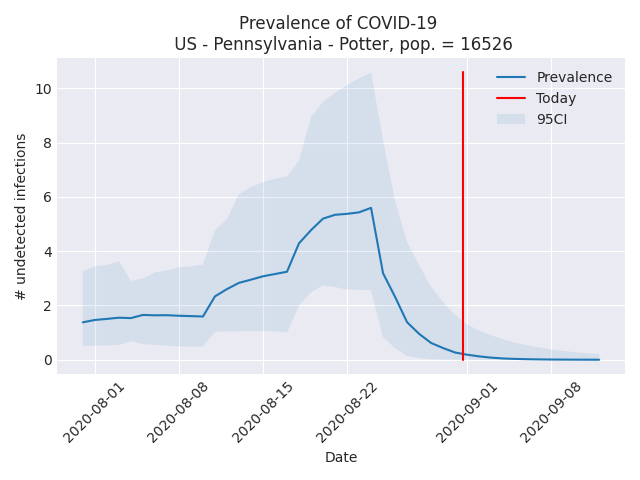 Prevalence of COVID-19
US - Pennsylvania - Potter, pop. = 16526
Prevalence
Today
95CI
# undetected infections
10
8
6
4
2
0
2020-08-01
2020-08-08
2020-08-15
2020-08-22
2020-09-01
2020-09-08
Date